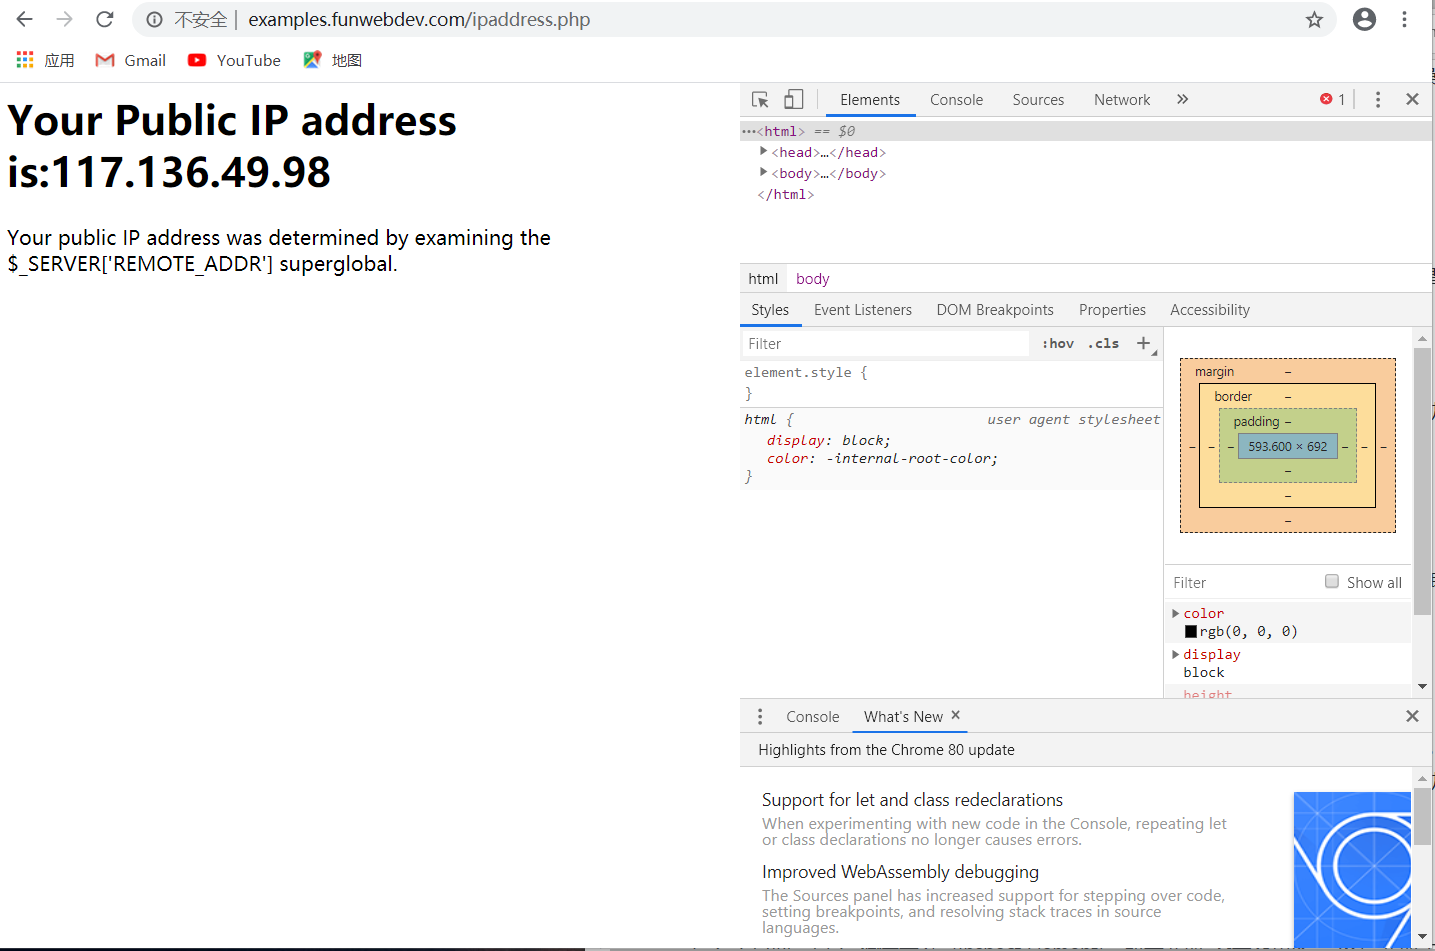 不安全 | examples.funwebdev.com/ipaddress.php
应用 Gmail YouTube 地图
Your Public IP address
is:117.136.49.98
Your public IP address was determined by examining the
$_SERVER['REMOTE_ADDR'] superglobal.
Elements Console Sources Network » 1
···<html> == $0
<head>…</head>
<body>…</body>
</html>
html body
Styles Event Listeners DOM Breakpoints Properties Accessibility
Filter :hov .cls +
element.style {
}
html { user agent stylesheet
display: block;
color: -internal-root-color;
}
margin –
border –
padding –
– – – 593.600 × 692 – – –
–
–
–
Filter Show all
color
rgb(0, 0, 0)
display
block
height
Console What's New ×
Highlights from the Chrome 80 update
Support for let and class redeclarations
When experimenting with new code in the Console, repeating let
or class declarations no longer causes errors.
Improved WebAssembly debugging
The Sources panel has increased support for stepping over code,
setting breakpoints, and resolving stack traces in source
languages.